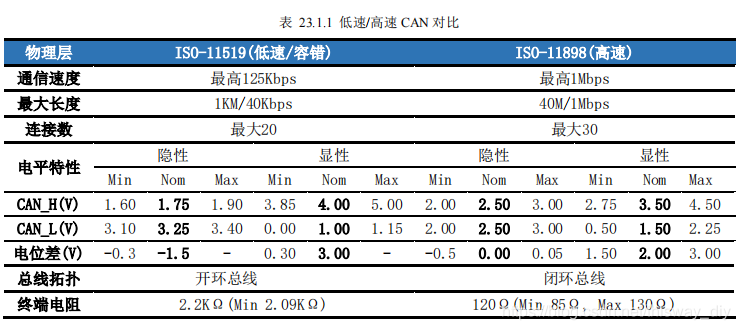 表 23.1.1 低速/高速 CAN 对比
物理层 ISO-11519(低速/容错) ISO-11898(高速)
通信速度 最高125Kbps 最高1Mbps
最大长度 1KM/40Kbps 40M/1Mbps
连接数 最大20 最大30
电平特性 隐性 显性 隐性 显性
Min Nom Max Min Nom Max Min Nom Max Min Nom Max
CAN_H(V) 1.60 1.75 1.90 3.85 4.00 5.00 2.00 2.50 3.00 2.75 3.50 4.50
CAN_L(V) 3.10 3.25 3.40 0.00 1.00 1.15 2.00 2.50 3.00 0.50 1.50 2.25
电位差(V) -0.3 -1.5 - 0.30 3.00 - -0.5 0.00 0.05 1.50 2.00 3.00
总线拓扑 开环总线 闭环总线
终端电阻 2.2KΩ(Min 2.09KΩ) 120Ω(Min 85Ω, Max 130Ω)